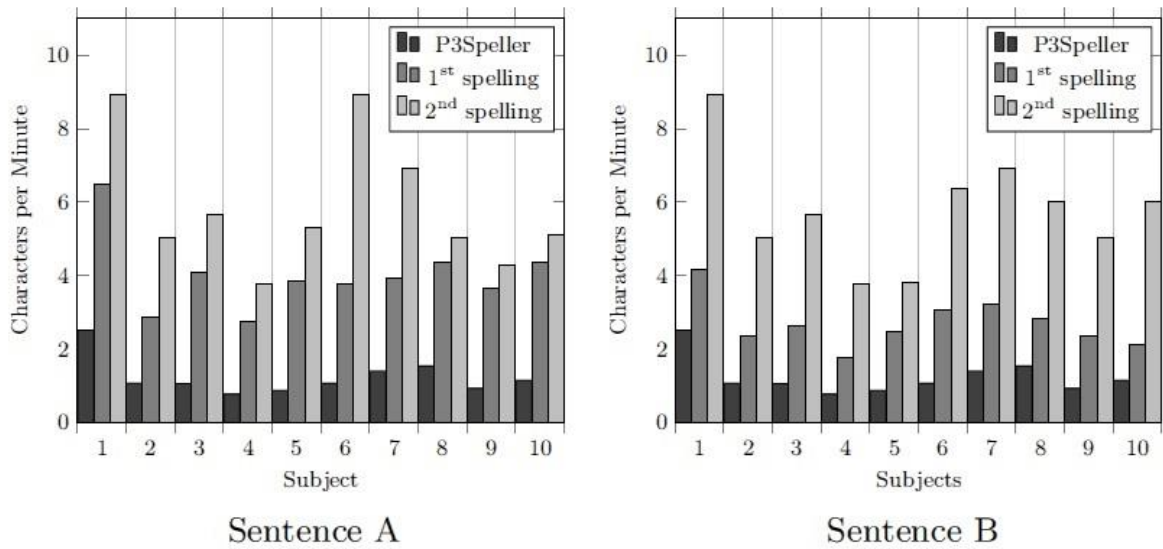 P3Speller
1st spelling
2nd spelling
10
8
6
4
2
0
Characters per Minute
1 2 3 4 5 6 7 8 9 10
Subject
Sentence A
P3Speller
1st spelling
2nd spelling
10
8
6
4
2
0
Characters per Minute
1 2 3 4 5 6 7 8 9 10
Subjects
Sentence B